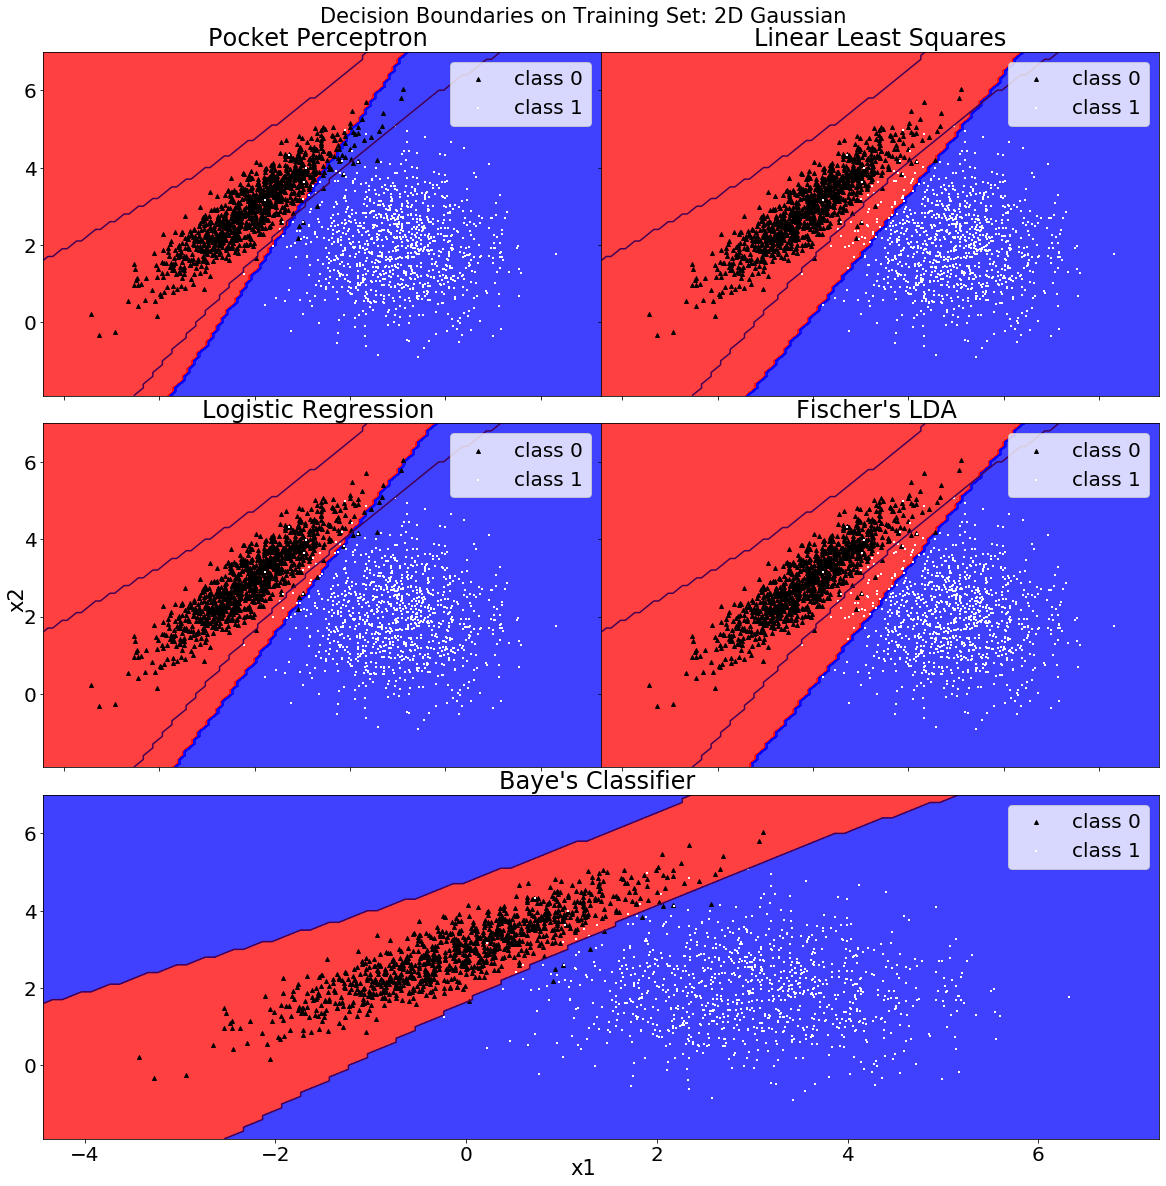 Decision Boundaries on Training Set: 2D Gaussian
Pocket Perceptron
Linear Least Squares
class 0
class 1
class 0
class 1
6
4
2
0
Logistic Regression
Fischer's LDA
class 0
class 1
class 0
class 1
6
4
2
0
x2
Baye's Classifier
class 0
class 1
6
4
2
0
−4
−2
0
2
4
6
x1